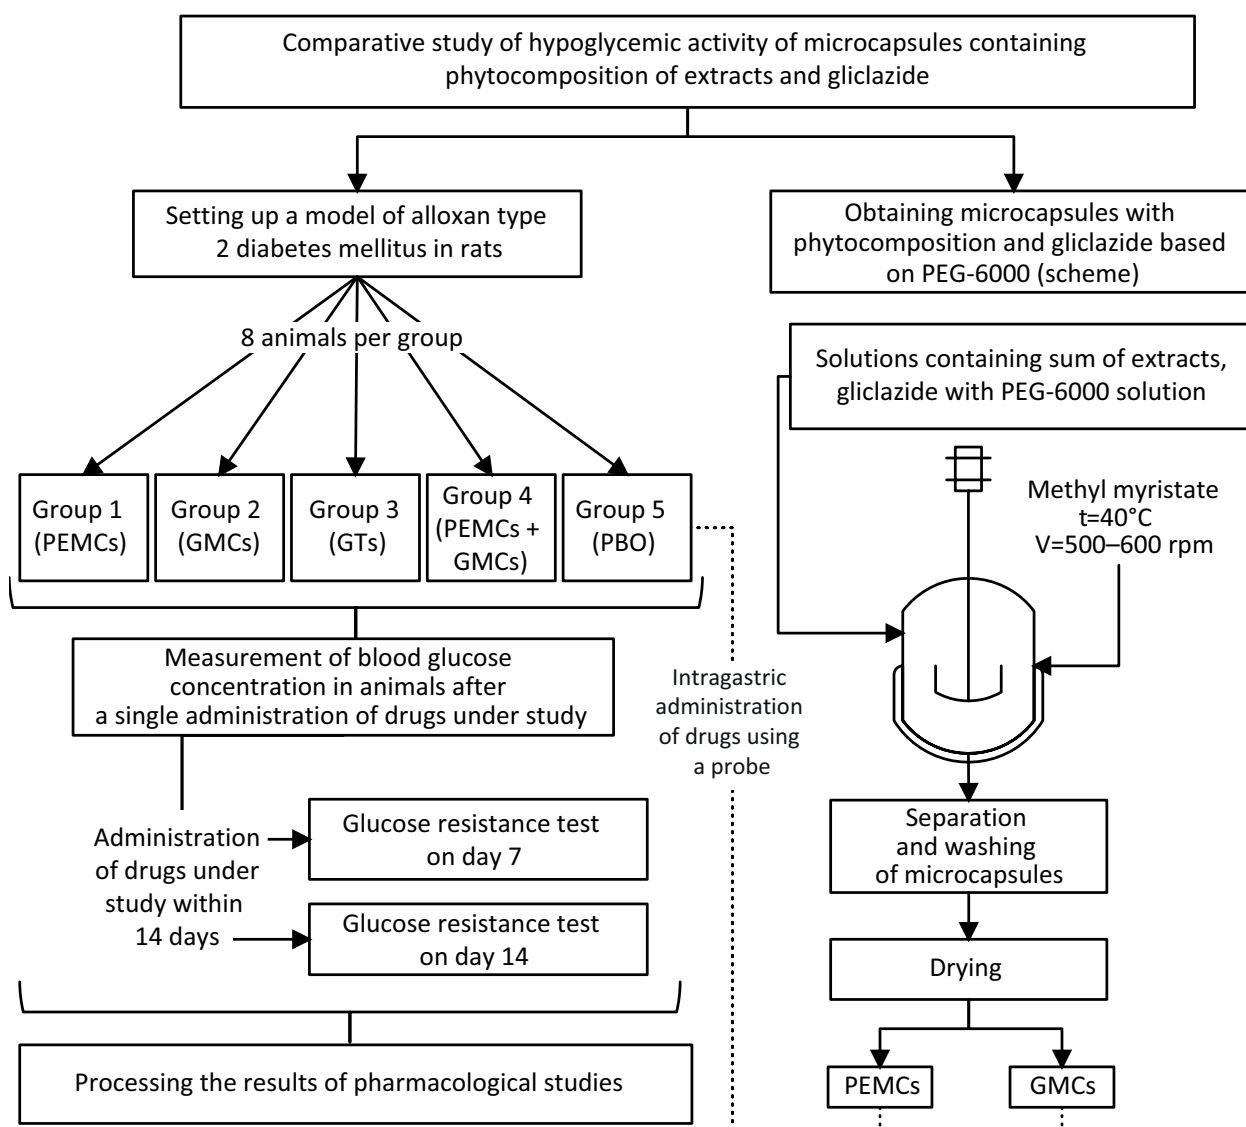 Comparative study of hypoglycemic activity of microcapsules containing
phytocomposition of extracts and gliclazide
Setting up a model of alloxan type
2 diabetes mellitus in rats
Obtaining microcapsules with
phytocomposition and gliclazide based
on PEG-6000 (scheme)
8 animals per group
Solutions containing sum of extracts,
gliclazide with PEG-6000 solution
Group 1
(PEMCs)
Group 2
(GMCs)
Group 3
(GTs)
Group 4
(PEMCs +
GMCs)
Group 5
(PBO)
Methyl myristate
t=40°C
V=500–600 rpm
Measurement of blood glucose
concentration in animals after
a single administration of drugs under study
Intragastric
administration
of drugs using
a probe
Administration
of drugs under
study within
14 days
Glucose resistance test
on day 7
Glucose resistance test
on day 14
Separation
and washing
of microcapsules
Drying
Processing the results of pharmacological studies
PEMCs
GMCs